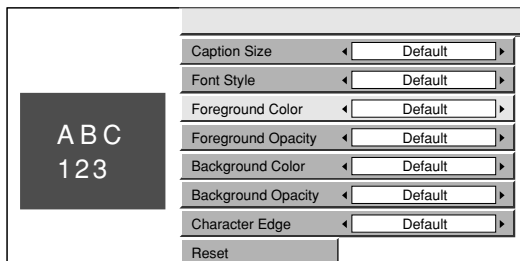 ABC
123
Caption Size Default
Font Style Default
Foreground Color Default
Foreground Opacity Default
Background Color Default
Background Opacity Default
Character Edge Default
Reset